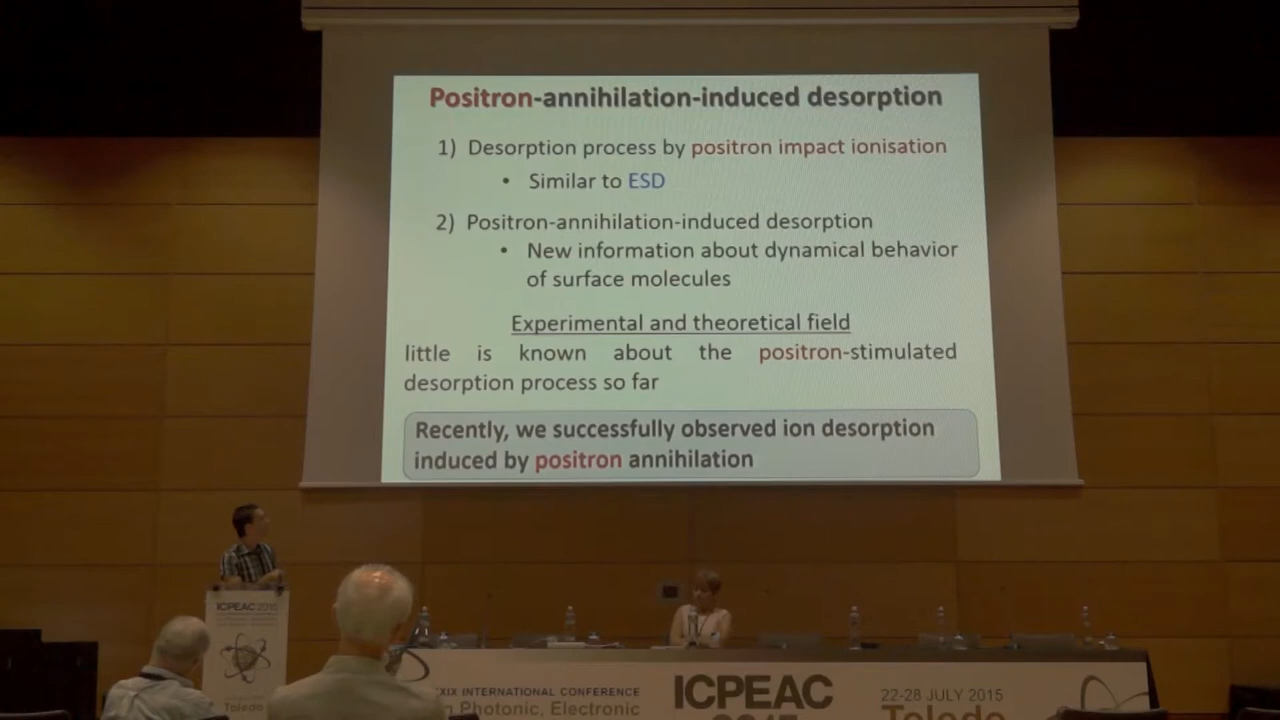 Positron-annihilation-induced desorption
1) Desorption process by positron impact ionisation
• Similar to ESD
2) Positron-annihilation-induced desorption
• New information about dynamical behavior
of surface molecules
Experimental and theoretical field
little is known about the positron-stimulated
desorption process so far
Recently, we successfully observed ion desorption
induced by positron annihilation
ICPEAC 2015
Toledo
XIX INTERNATIONAL CONFERENCE
Photonic, Electronic
ICPEAC
2015
22-28 JULY 2015
Toledo